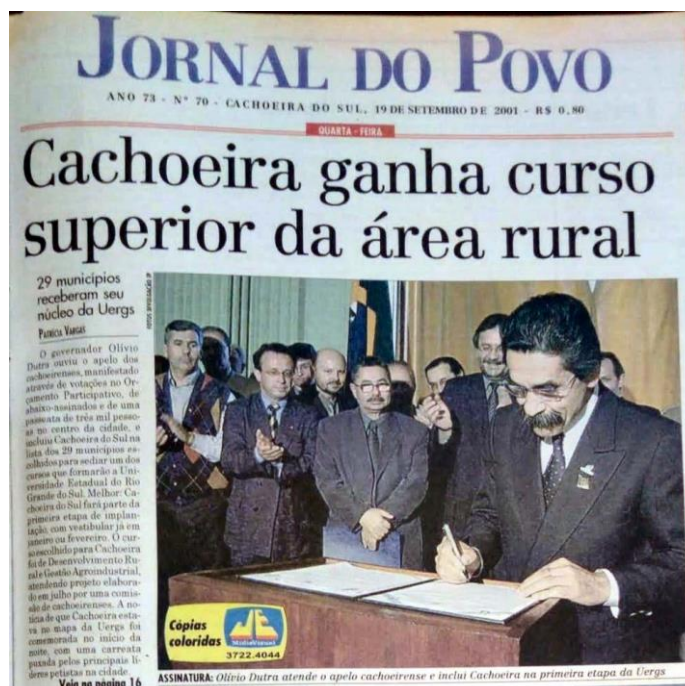 JORNAL DO POVO
ANO 73 - Nº 70 - CACHOEIRA DO SUL, 19 DE SETEMBRO DE 2001 - R$ 0,80
QUARTA - FEIRA
Cachoeira ganha curso
superior da área rural
29 municípios
receberam seu
núcleo da Uergs
PATRÍCIA VARGAS
O governador Olívio
Dutra ouviu o apelo dos
cachoeirenses, manifestado
através de votações no Or-
çamento Participativo, de
abaixo-assinados e de uma
passeata de três mil pesso-
as no centro da cidade, e
incluiu Cachoeira do Sul na
lista dos 29 municípios es-
colhidos para sediar um dos
cursos que formarão a Uni-
versidade Estadual do Rio
Grande do Sul. Melhor: Ca-
choeira do Sul fará parte da
primeira etapa de implan-
tação, com vestibular já em
janeiro ou fevereiro. O cur-
so escolhido para Cachoeira
foi de Desenvolvimento Ru-
ral e Gestão Agroindustrial,
atendendo projeto elabora-
do em julho por uma comis-
são de cachoeirenses. A no-
tícia de que Cachoeira esta-
va no mapa da Uergs foi
comemorada no início da
noite, com uma carreata
puxada pelos principais lí-
deres petistas na cidade.
Veja na página 16
Cópias
coloridas
3722.4044
ASSINATURA: Olívio Dutra atende o apelo cachoeirense e inclui Cachoeira na primeira etapa da Uergs